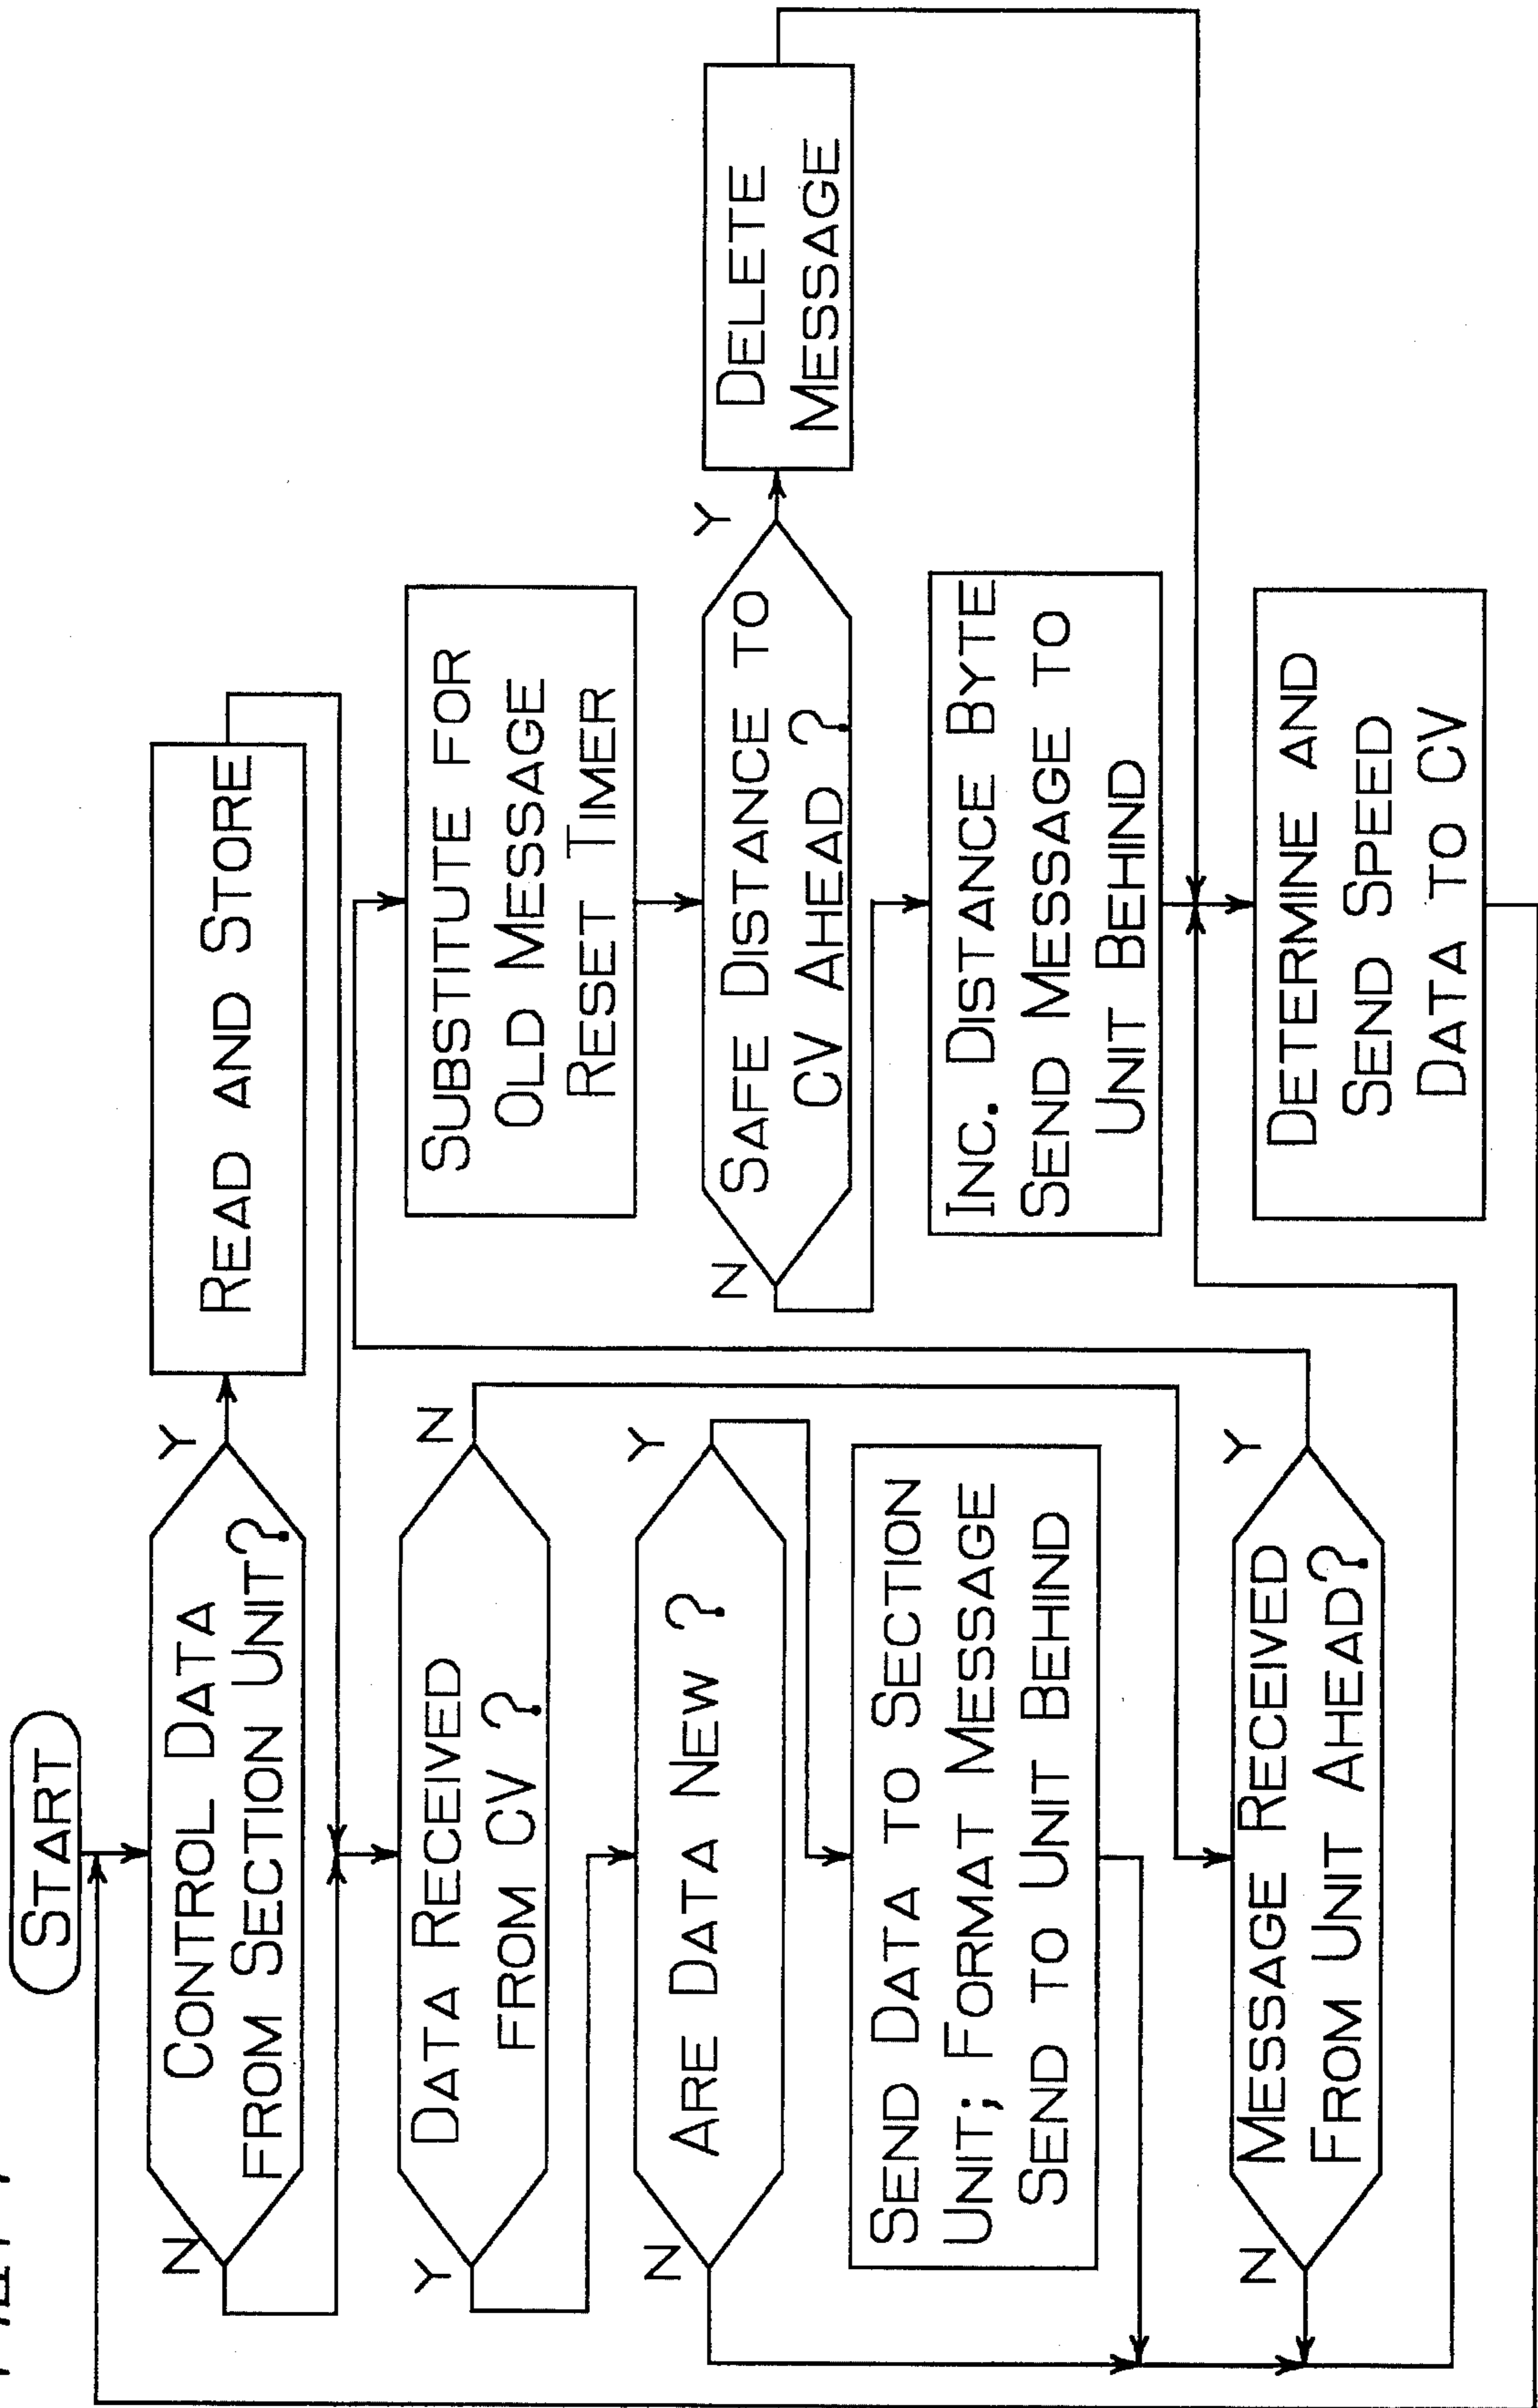 START
CONTROL DATA
FROM SECTION UNIT?
N
Y
READ AND STORE
DATA RECEIVED
FROM CV ?
Y
N
ARE DATA NEW ?
N
Y
SEND DATA TO SECTION
UNIT; FORMAT MESSAGE
SEND TO UNIT BEHIND
MESSAGE RECEIVED
FROM UNIT AHEAD?
N
Y
SUBSTITUTE FOR
OLD MESSAGE
RESET TIMER
SAFE DISTANCE TO
CV AHEAD ?
N
Y
DELETE
MESSAGE
INC. DISTANCE BYTE
SEND MESSAGE TO
UNIT BEHIND
DETERMINE AND
SEND SPEED
DATA TO CV